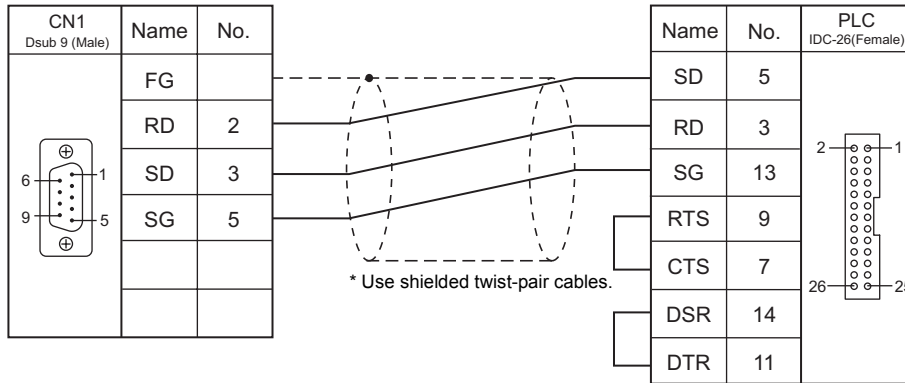 CN1
Dsub 9 (Male)
Name
No.
FG
RD
2
SD
3
SG
5
6
1
9
5
* Use shielded twist-pair cables.
Name
No.
PLC
IDC-26(Female)
SD
5
RD
3
SG
13
RTS
9
CTS
7
DSR
14
DTR
11
2
1
26
25